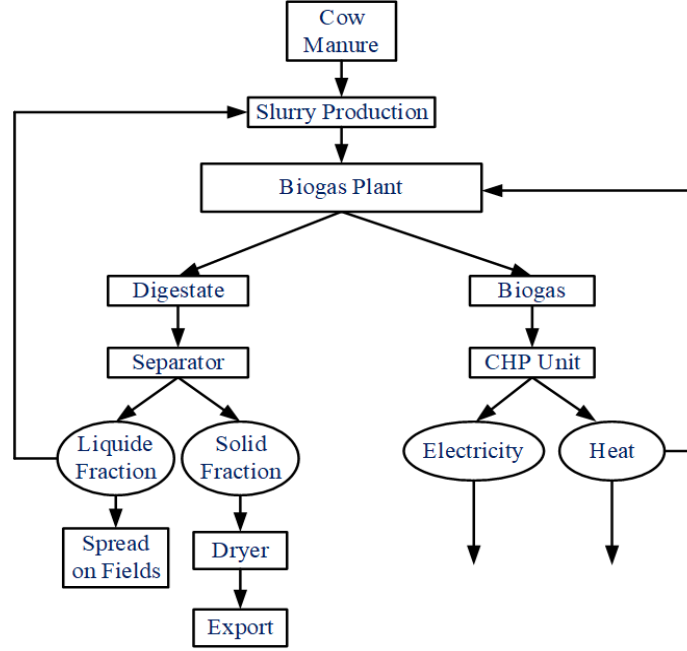 Cow
Manure
Slurry Production
Biogas Plant
Digestate
Biogas
Separator
CHP Unit
Liquide
Fraction
Solid
Fraction
Electricity
Heat
Spread
on Fields
Dryer
Export